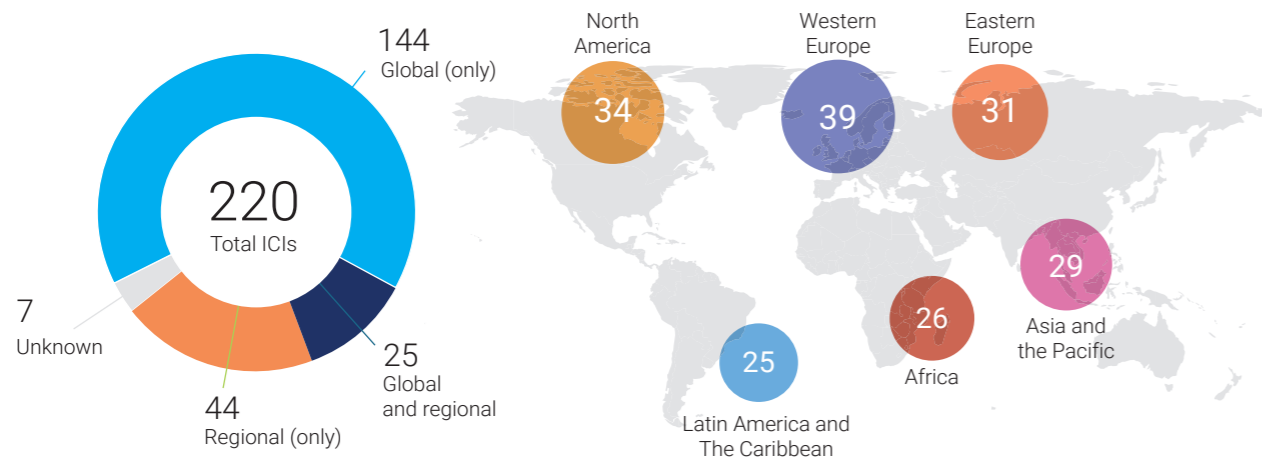 144
Global (only)
220
Total ICIs
7
Unknown
44
Regional (only)
25
Global
and regional
North
America
34
Western
Europe
39
Eastern
Europe
31
29
Asia and
the Pacific
26
Africa
25
Latin America and
The Caribbean